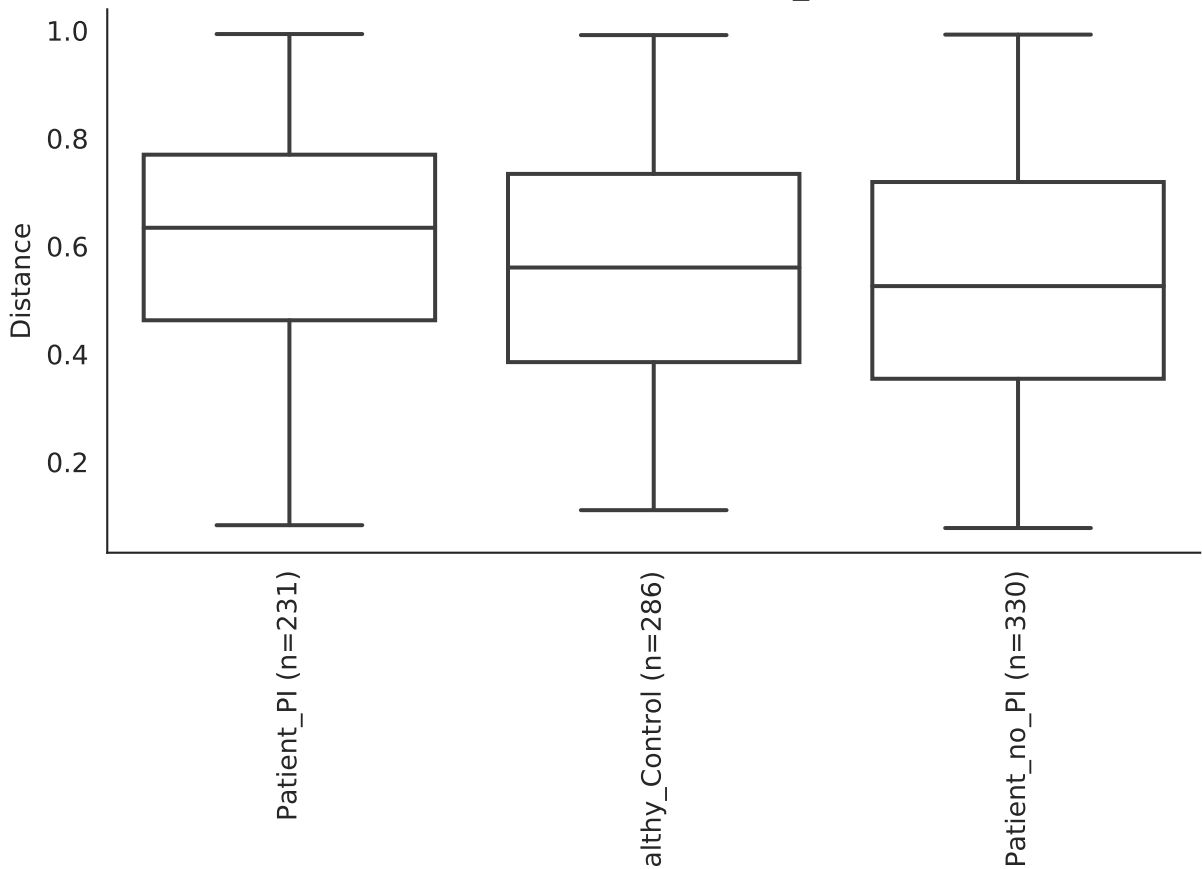 1.0
0.8
0.6
0.4
0.2
Distance
Patient_PI (n=231)
althy_Control (n=286)
Patient_no_PI (n=330)